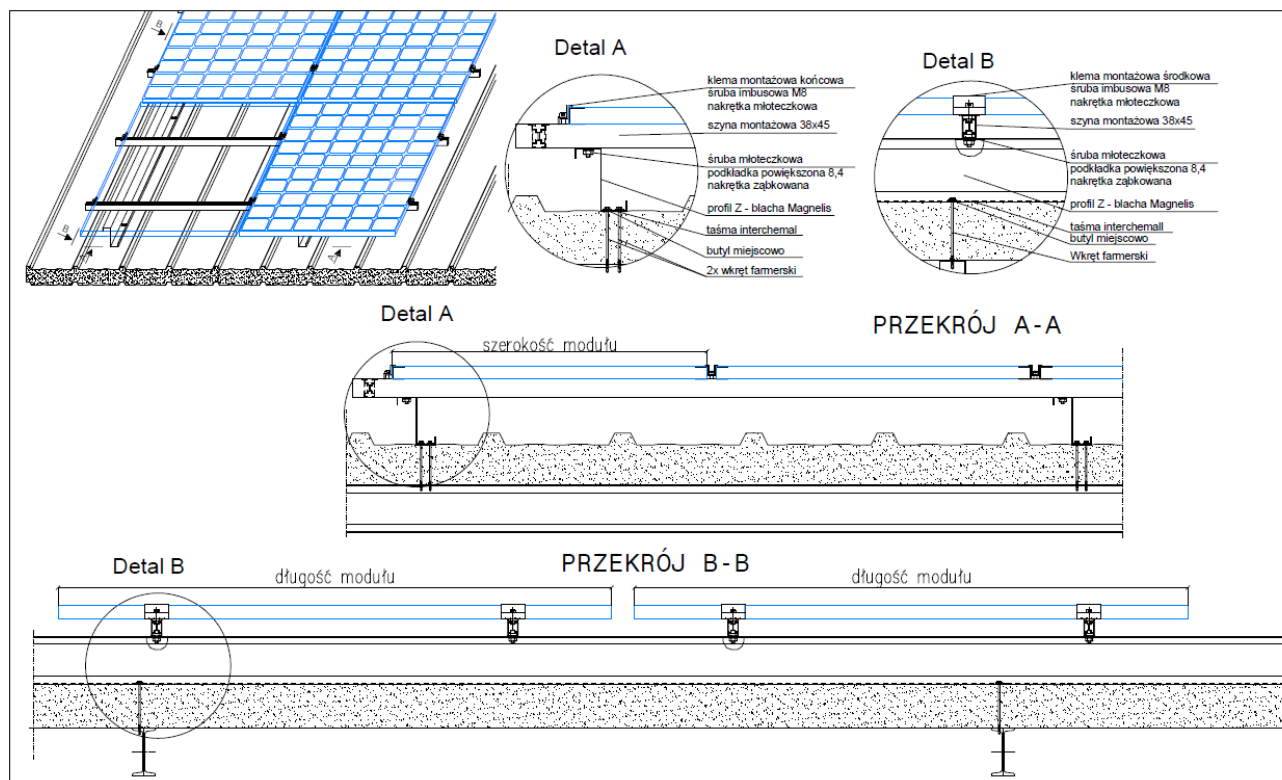 B
B
A
A
Detal A
klema montażowa końcowa
śruba imbusowa M8
nakrętka młoteczkowa
szyna montażowa 38x45
śruba młoteczkowa
podkładka powiększona 8,4
nakrętka ząbkowana
profil Z - blacha Magnelis
taśma interchemal
butyl miejscowo
2x wkręt farmerski
Detal B
klema montażowa środkowa
śruba imbusowa M8
nakrętka młoteczkowa
szyna montażowa 38x45
śruba młoteczkowa
podkładka powiększona 8,4
nakrętka ząbkowana
profil Z - blacha Magnelis
taśma interchemall
butyl miejscowo
Wkręt farmerski
Detal A
PRZEKRÓJ A-A
szerokość modułu
Detal B
PRZEKRÓJ B-B
długość modułu
długość modułu